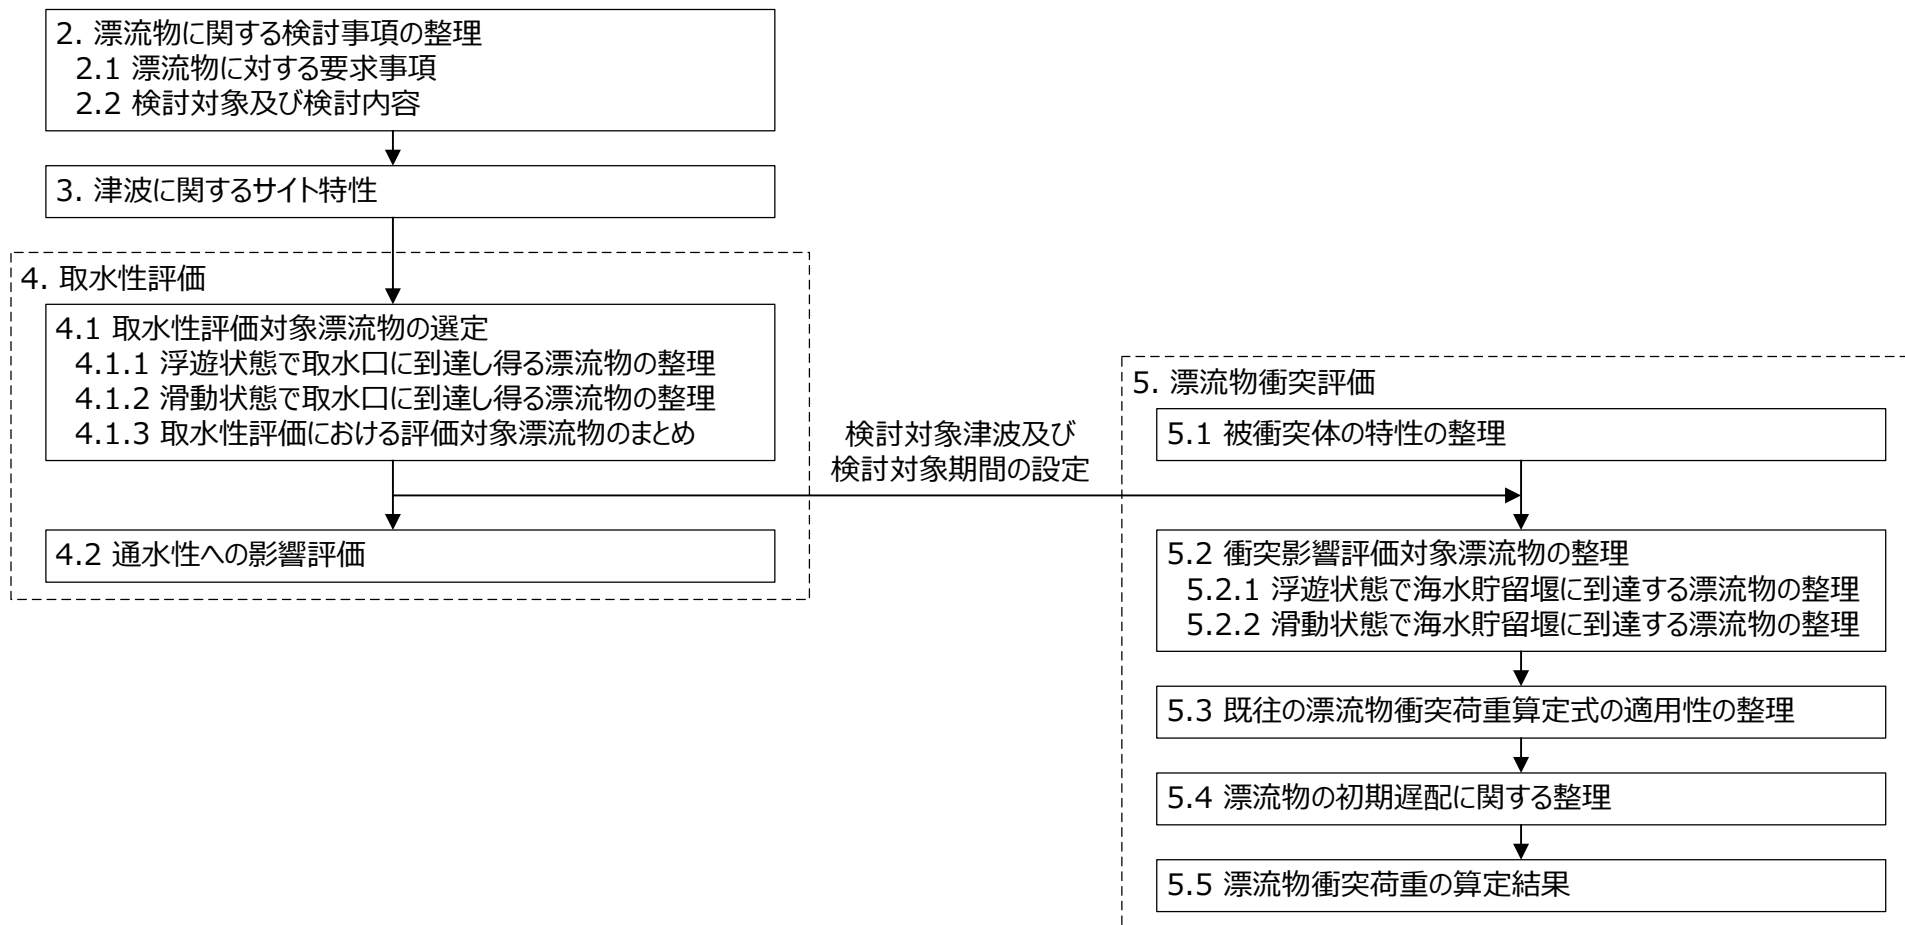 2. 漂流物に関する検討事項の整理
2.1 漂流物に対する要求事項
2.2 検討対象及び検討内容
3. 津波に関するサイト特性
4. 取水性評価
4.1 取水性評価対象漂流物の選定
4.1.1 浮遊状態で取水口に到達し得る漂流物の整理
4.1.2 滑動状態で取水口に到達し得る漂流物の整理
4.1.3 取水性評価における評価対象漂流物のまとめ
4.2 通水性への影響評価
検討対象津波及び
検討対象期間の設定
5. 漂流物衝突評価
5.1 被衝突体の特性の整理
5.2 衝突影響評価対象漂流物の整理
5.2.1 浮遊状態で海水貯留堰に到達する漂流物の整理
5.2.2 滑動状態で海水貯留堰に到達する漂流物の整理
5.3 既往の漂流物衝突荷重算定式の適用性の整理
5.4 漂流物の初期遅配に関する整理
5.5 漂流物衝突荷重の算定結果